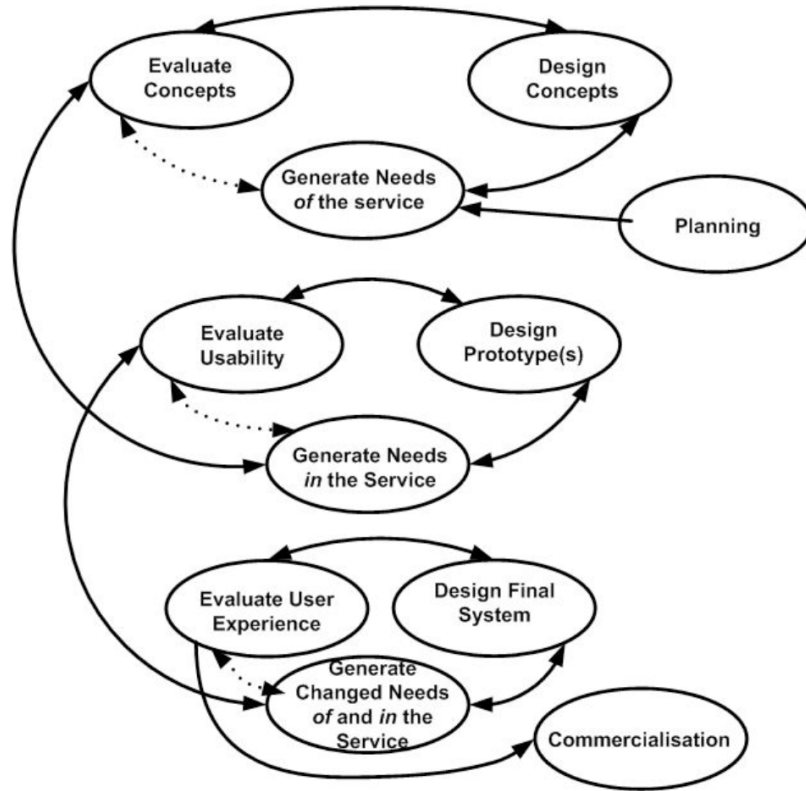 Evaluate
Concepts
Design
Concepts
Generate Needs
of the service
Planning
Evaluate
Usability
Design
Prototype(s)
Generate Needs
in the Service
Evaluate User
Experience
Design Final
System
Generate
Changed Needs
of and in the
Service
Commercialisation